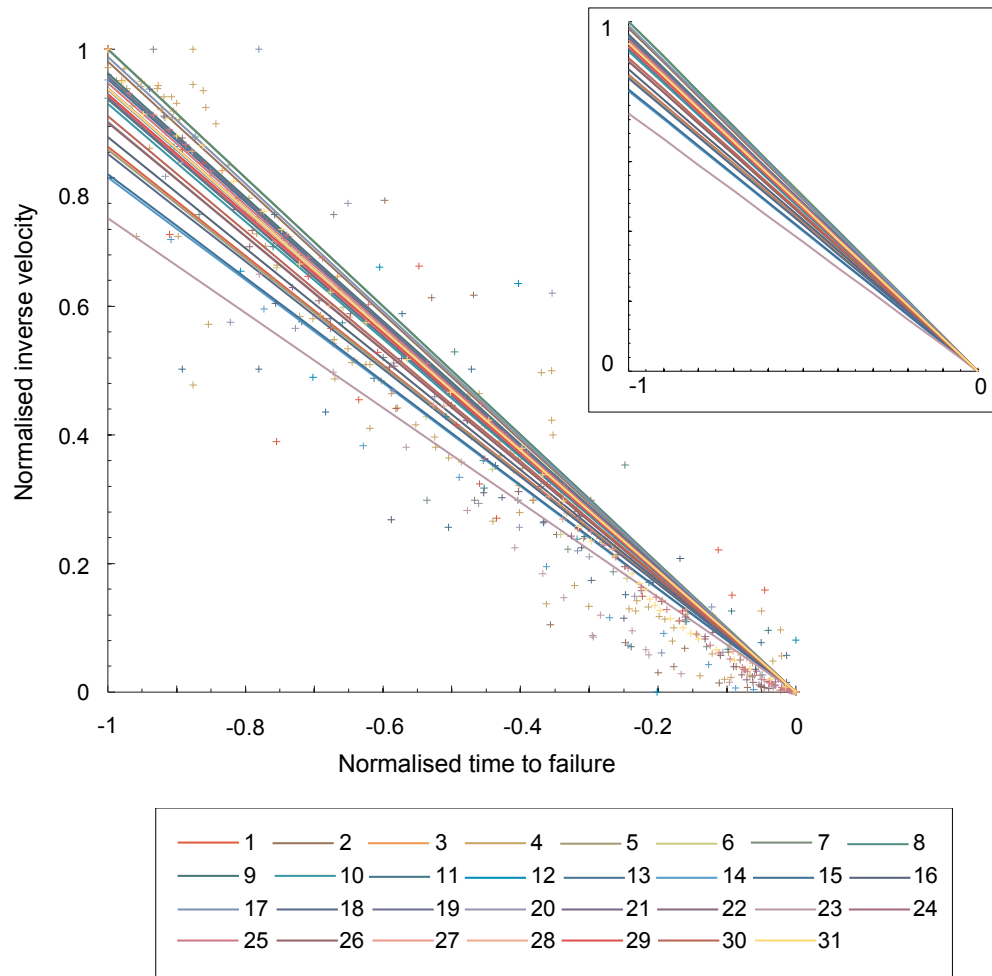 1
0.8
0.6
0.4
0.2
0
Normalised inverse velocity
-1
-0.8
-0.6
-0.4
-0.2
0
Normalised time to failure
1
0
-1
0
1 2 3 4 5 6 7 8
9 10 11 12 13 14 15 16
17 18 19 20 21 22 23 24
25 26 27 28 29 30 31